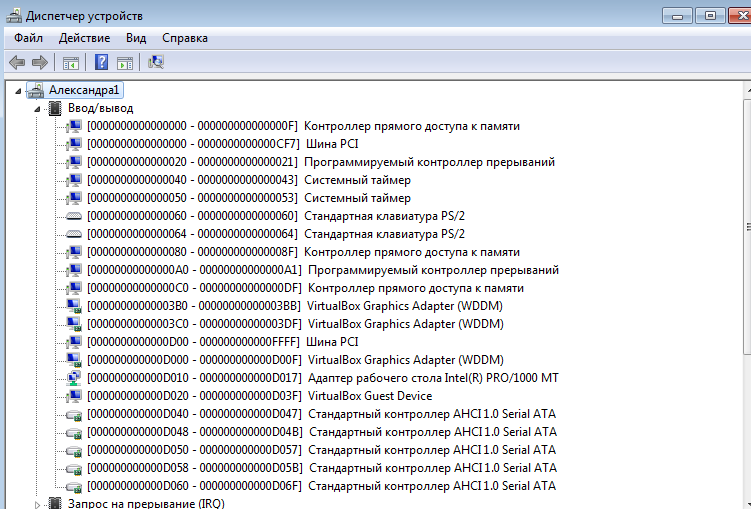 Диспетчер устройств
Файл Действие Вид Справка
Александра1
Ввод/вывод
[0000000000000000 - 000000000000000F] Контроллер прямого доступа к памяти
[0000000000000000 - 0000000000000CF7] Шина PCI
[0000000000000020 - 0000000000000021] Программируемый контроллер прерываний
[0000000000000040 - 0000000000000043] Системный таймер
[0000000000000050 - 0000000000000053] Системный таймер
[0000000000000060 - 0000000000000060] Стандартная клавиатура PS/2
[0000000000000064 - 0000000000000064] Стандартная клавиатура PS/2
[0000000000000080 - 000000000000008F] Контроллер прямого доступа к памяти
[00000000000000A0 - 00000000000000A1] Программируемый контроллер прерываний
[00000000000000C0 - 00000000000000DF] Контроллер прямого доступа к памяти
[00000000000003B0 - 00000000000003BB] VirtualBox Graphics Adapter (WDDM)
[00000000000003C0 - 00000000000003DF] VirtualBox Graphics Adapter (WDDM)
[0000000000000D00 - 000000000000FFFF] Шина PCI
[000000000000D000 - 000000000000D00F] VirtualBox Graphics Adapter (WDDM)
[000000000000D010 - 000000000000D017] Адаптер рабочего стола Intel(R) PRO/1000 MT
[000000000000D020 - 000000000000D03F] VirtualBox Guest Device
[000000000000D040 - 000000000000D047] Стандартный контроллер AHCI 1.0 Serial ATA
[000000000000D048 - 000000000000D04B] Стандартный контроллер AHCI 1.0 Serial ATA
[000000000000D050 - 000000000000D057] Стандартный контроллер AHCI 1.0 Serial ATA
[000000000000D058 - 000000000000D05B] Стандартный контроллер AHCI 1.0 Serial ATA
[000000000000D060 - 000000000000D06F] Стандартный контроллер AHCI 1.0 Serial ATA
Запрос на прерывание (IRQ)